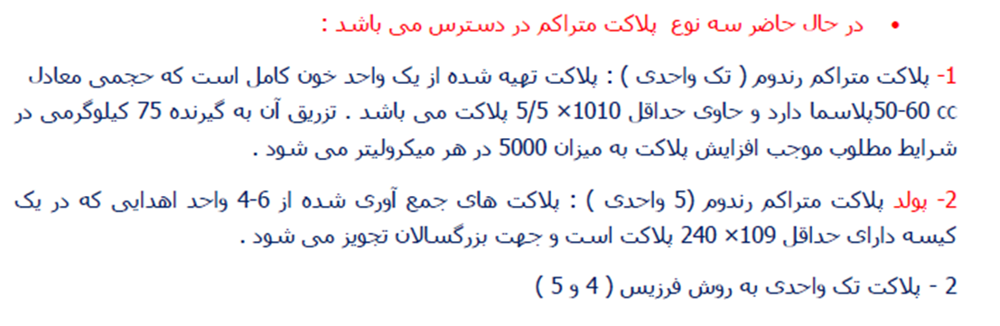 • در حال حاضر سه نوع پلاکت متراکم در دسترس می باشد :
1- پلاکت متراکم رندوم ( تک واحدی ) : پلاکت تهیه شده از یک واحد خون کامل است که حجمی معادل
50-60 cc پلاسما دارد و حاوی حداقل 1010× 5/5 پلاکت می باشد . تزریق آن به گیرنده 75 کیلوگرمی در
شرایط مطلوب موجب افزایش پلاکت به میزان 5000 در هر میکرولیتر می شود .
2- پولد پلاکت متراکم رندوم (5 واحدی ) : پلاکت های جمع آوری شده از 6-4 واحد اهدایی که در یک
کیسه دارای حداقل 109× 240 پلاکت است و جهت بزرگسالان تجویز می شود .
2 - پلاکت تک واحدی به روش فرزیس ( 4 و 5 )